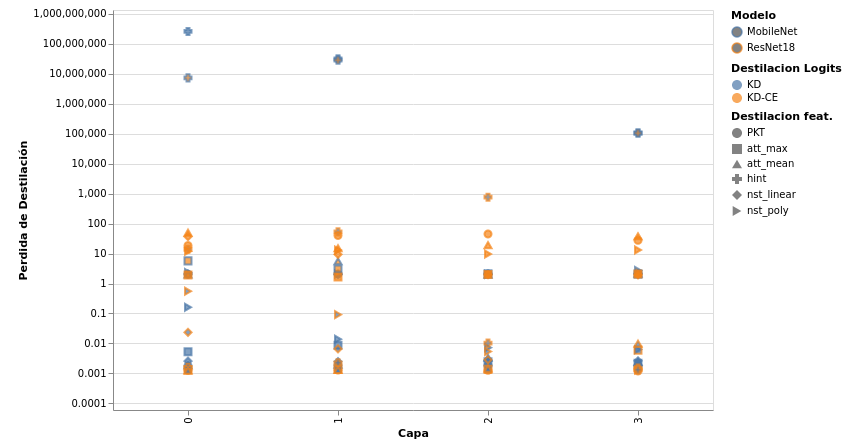 1,000,000,000
100,000,000
10,000,000
1,000,000
100,000
10,000
1,000
100
10
1
0.1
0.01
0.001
0.0001
Perdida de Destilación
0
1
2
3
Capa
Modelo
MobileNet
ResNet18
Destilacion Logits
KD
KD-CE
Destilacion feat.
PKT
att_max
att_mean
hint
nst_linear
nst_poly